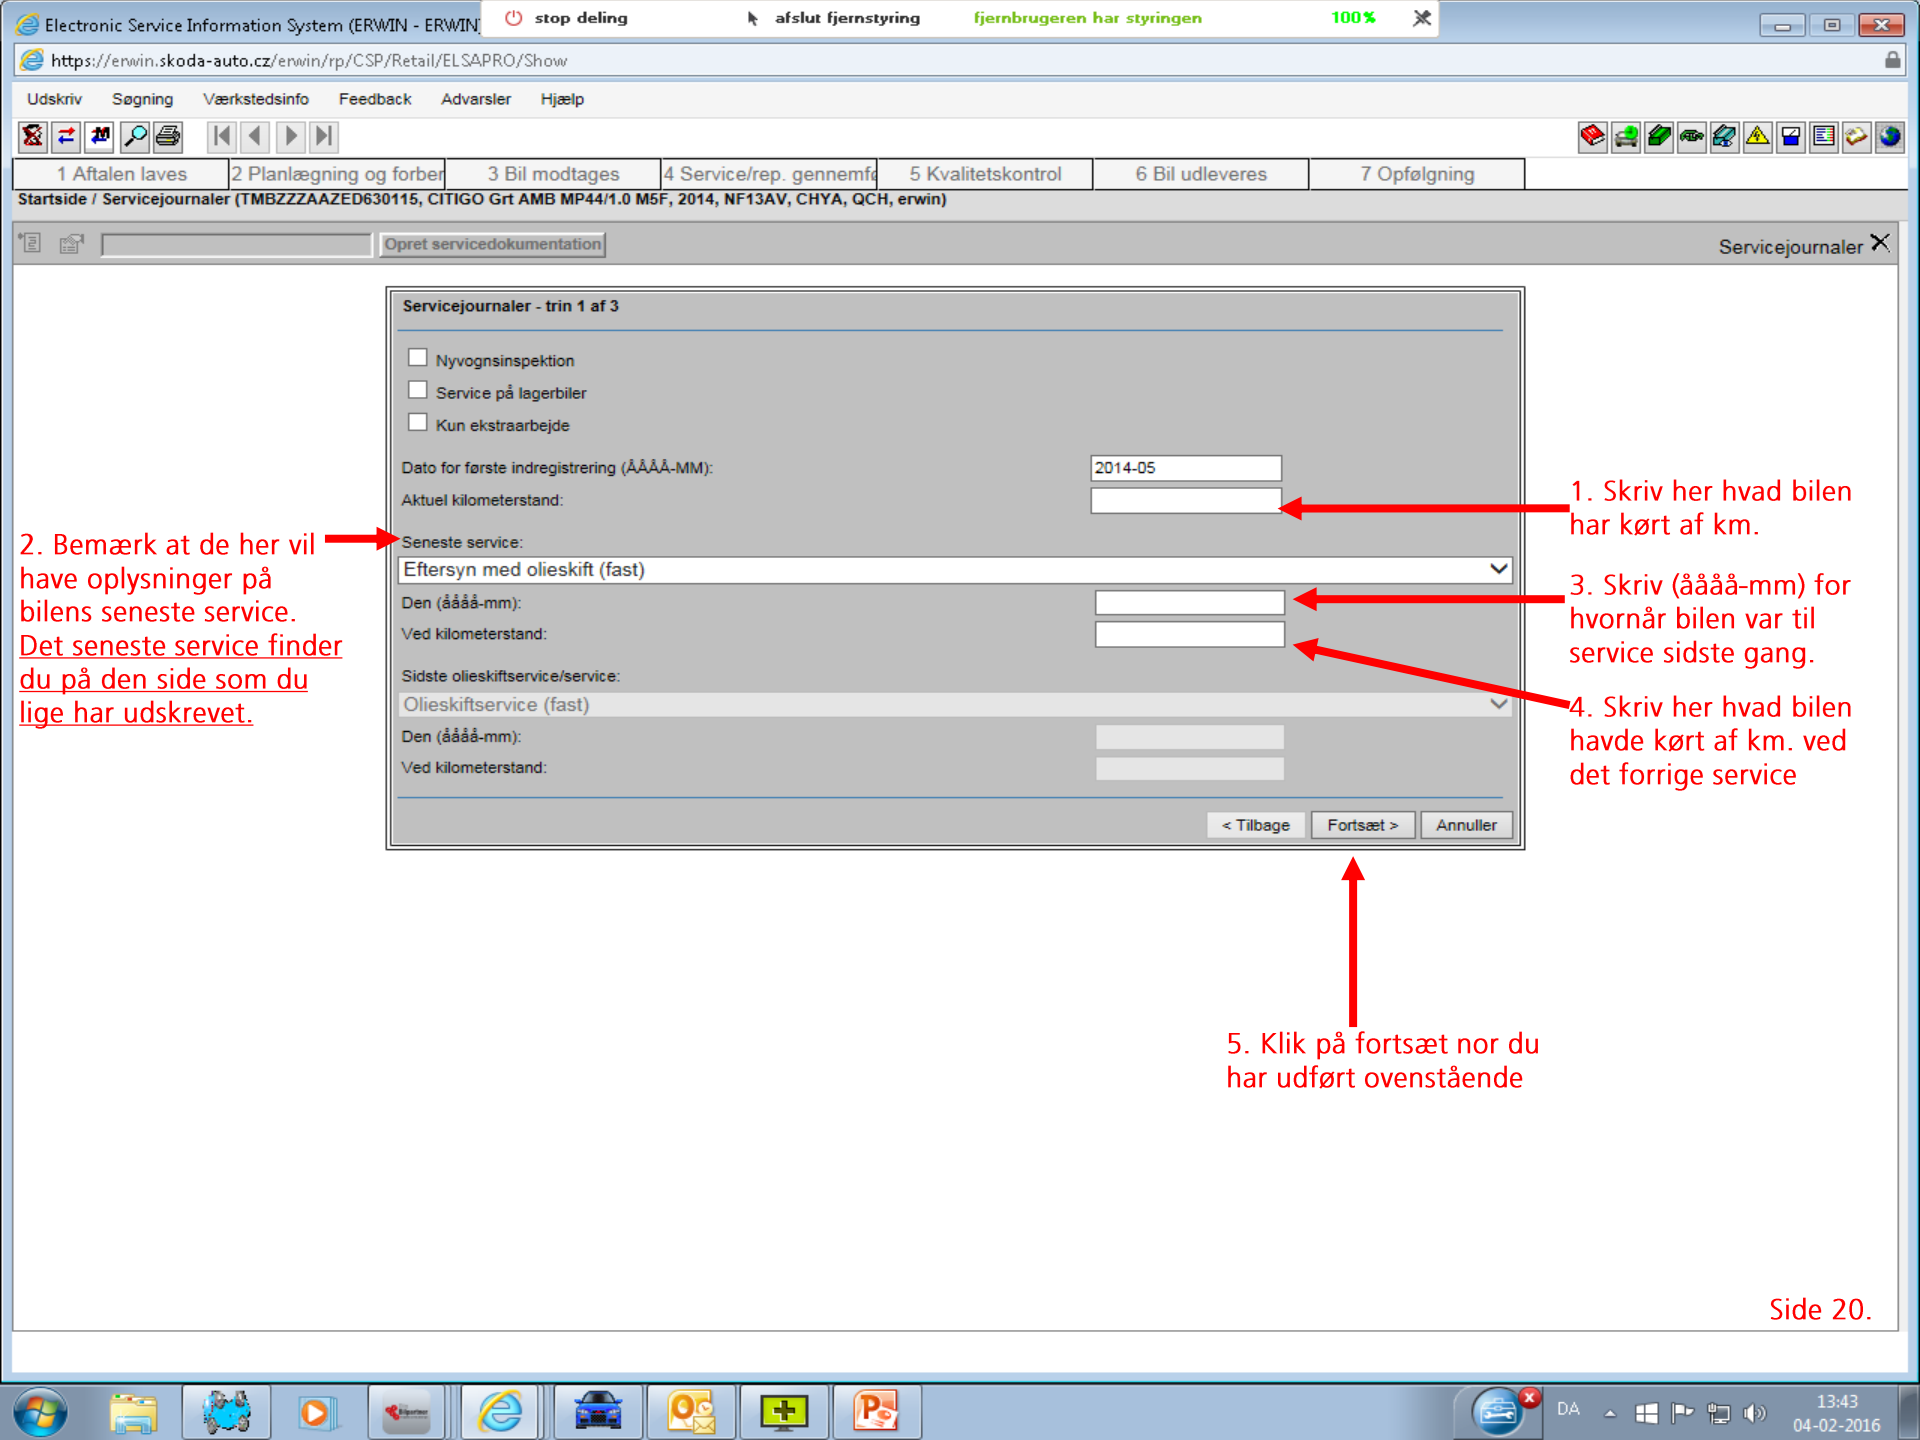 Electronic Service Information System (ERWIN - ERWIN)
stop deling
afslut fjernstyring
fjernbrugeren har styringen
100%
https://erwin.skoda-auto.cz/erwin/rp/CSP/Retail/ELSAPRO/Show
Udskriv Søgning Værkstedsinfo Feedback Advarsler Hjælp
1 Aftalen laves
2 Planlægning og forber
3 Bil modtages
4 Service/rep. gennemfø
5 Kvalitetskontrol
6 Bil udleveres
7 Opfølgning
Startside / Servicejournaler (TMBZZZAAZED630115, CITIGO Grt AMB MP44/1.0 M5F, 2014, NF13AV, CHYA, QCH, erwin)
Opret servicedokumentation
Servicejournaler
Servicejournaler - trin 1 af 3
Nyvognsinspektion
Service på lagerbiler
Kun ekstraarbejde
Dato for første indregistrering (ÅÅÅÅ-MM): 2014-05
Aktuel kilometerstand:
Seneste service:
Eftersyn med olieskift (fast)
Den (åååå-mm):
Ved kilometerstand:
Sidste olieskiftservice/service:
Olieskiftservice (fast)
Den (åååå-mm):
Ved kilometerstand:
< Tilbage
Fortsæt >
Annuller
1. Skriv her hvad bilen
har kørt af km.
2. Bemærk at de her vil
have oplysninger på
bilens seneste service.
Det seneste service finder
du på den side som du
lige har udskrevet.
3. Skriv (åååå-mm) for
hvornår bilen var til
service sidste gang.
4. Skriv her hvad bilen
havde kørt af km. ved
det forrige service
5. Klik på fortsæt nor du
har udført ovenstående
Side 20.
DA
13:43
04-02-2016